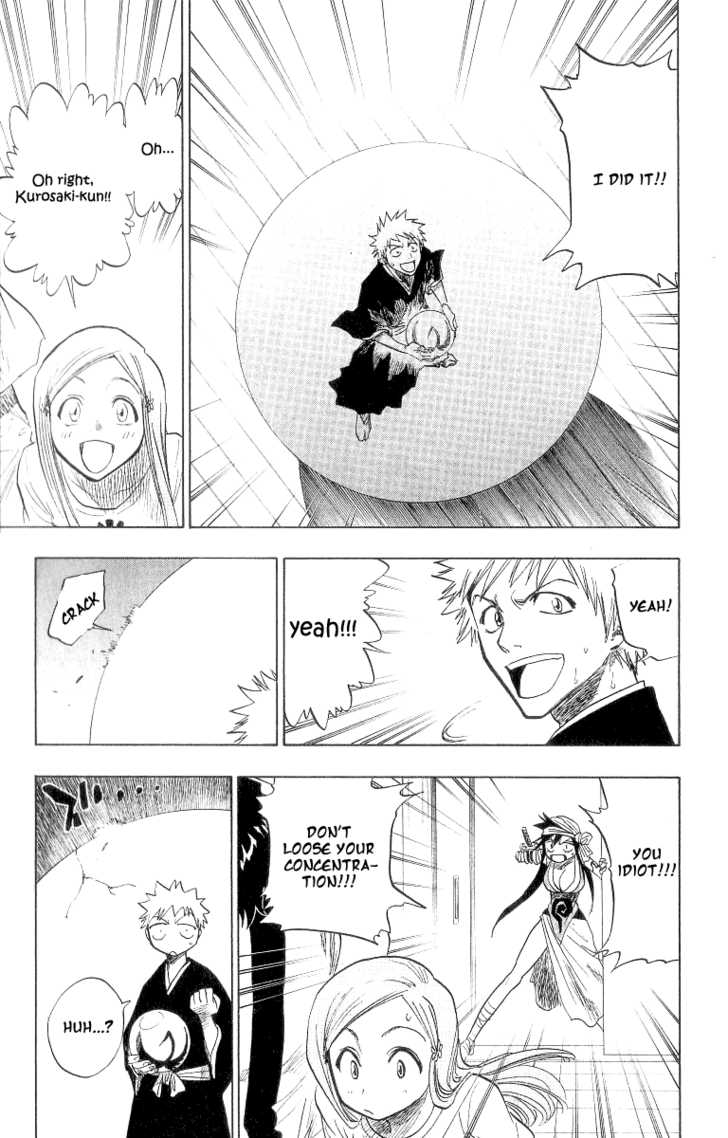 I DID IT!!
Oh...
Oh right,
Kurosaki-kun!!
YEAH!
yeah!!!
CRACK
YOU
IDIOT!!!
DON'T
LOOSE YOUR
CONCENTRA-
TION!!!
HUH...?